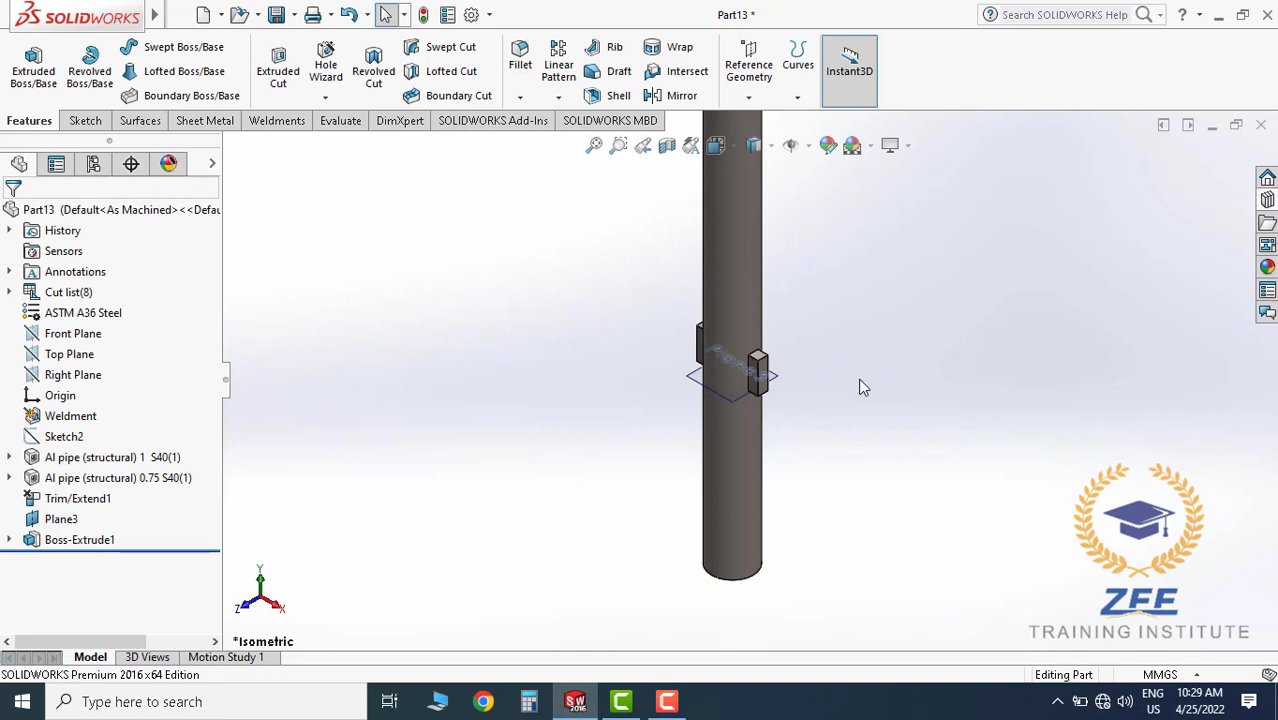 SOLIDWORKS
Part13 *
Search SOLIDWORKS Help
?
Extruded Boss/Base
Revolved Boss/Base
Swept Boss/Base
Lofted Boss/Base
Boundary Boss/Base
Extruded Cut
Hole Wizard
Revolved Cut
Swept Cut
Lofted Cut
Boundary Cut
Fillet
Linear Pattern
Rib
Draft
Shell
Wrap
Intersect
Mirror
Reference Geometry
Curves
Instant3D
Features
Sketch
Surfaces
Sheet Metal
Weldments
Evaluate
DimXpert
SOLIDWORKS Add-Ins
SOLIDWORKS MBD
Part13 (Default<As Machined><<Defau
History
Sensors
Annotations
Cut list(8)
ASTM A36 Steel
Front Plane
Top Plane
Right Plane
Origin
Weldment
Sketch2
AI pipe (structural) 1 S40(1)
AI pipe (structural) 0.75 S40(1)
Trim/Extend1
Plane3
Boss-Extrude1
Y
Z
X
*Isometric
ZFE
TRAINING INSTITUTE
Model
3D Views
Motion Study 1
SOLIDWORKS Premium 2016 x64 Edition
Editing Part
MMGS
Type here to search
SW
2016
ENG
US
10:29 AM
4/25/2022